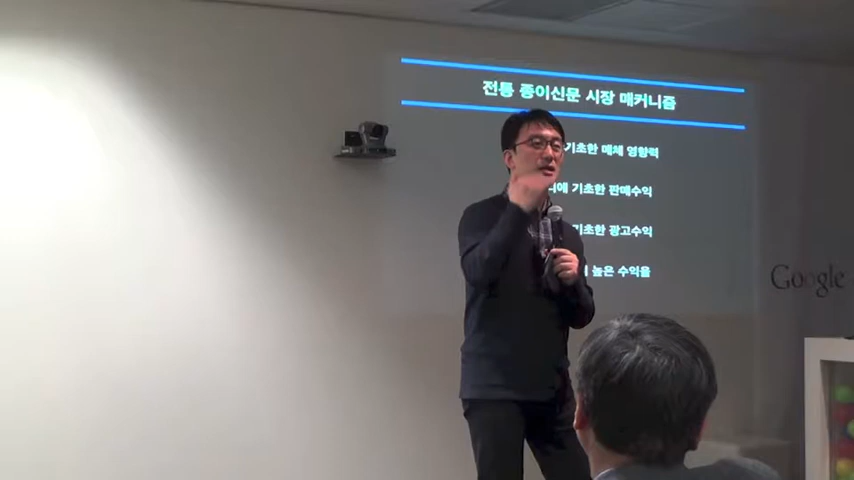 전통 종이신문 시장 매커니즘
기초한 매체 영향력
에 기초한 판매수익
기초한 광고수익
높은 수익율
Google